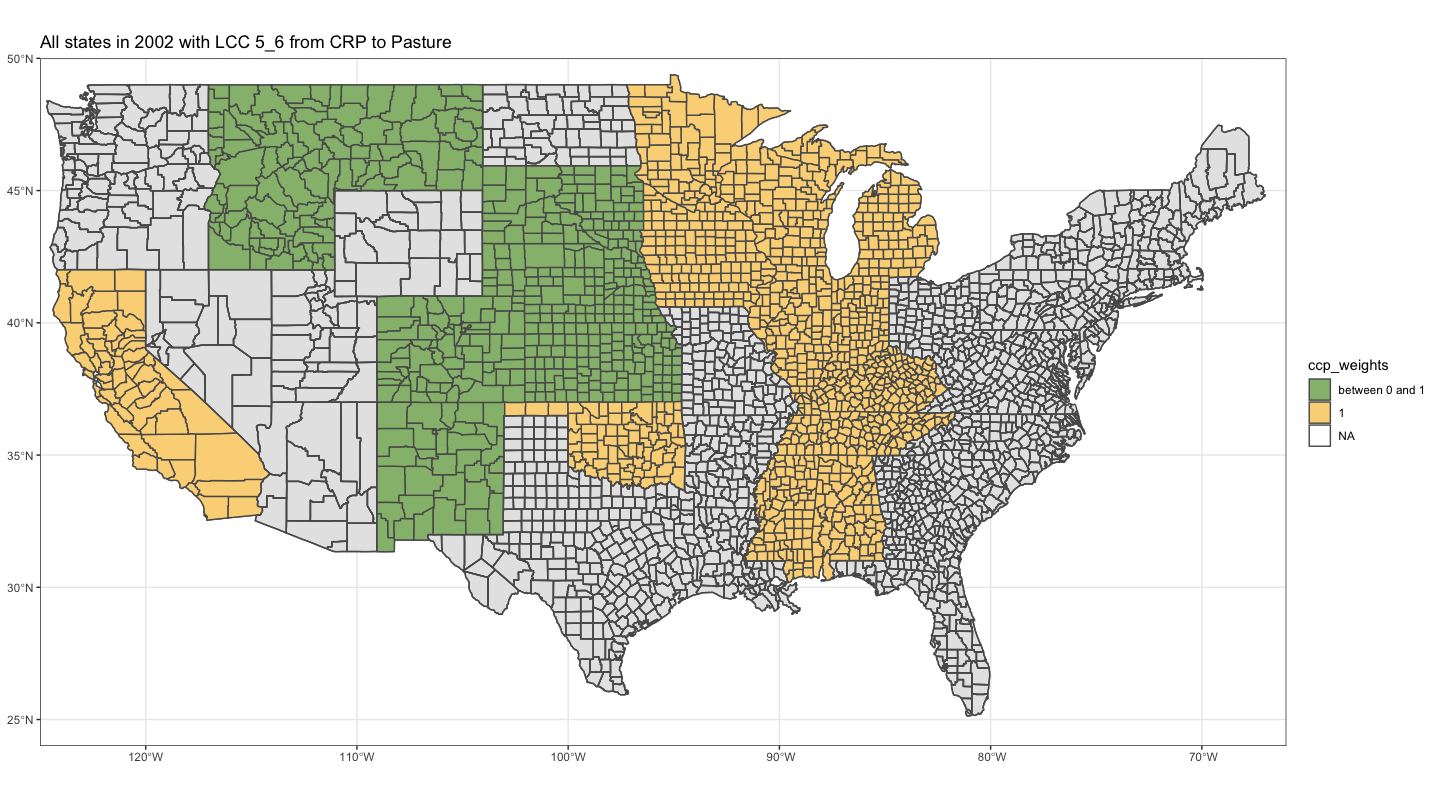 All states in 2002 with LCC 5_6 from CRP to Pasture
50°N
45°N
40°N
35°N
30°N
25°N
120°W
110°W
100°W
90°W
80°W
70°W
ccp_weights
between 0 and 1
1
NA